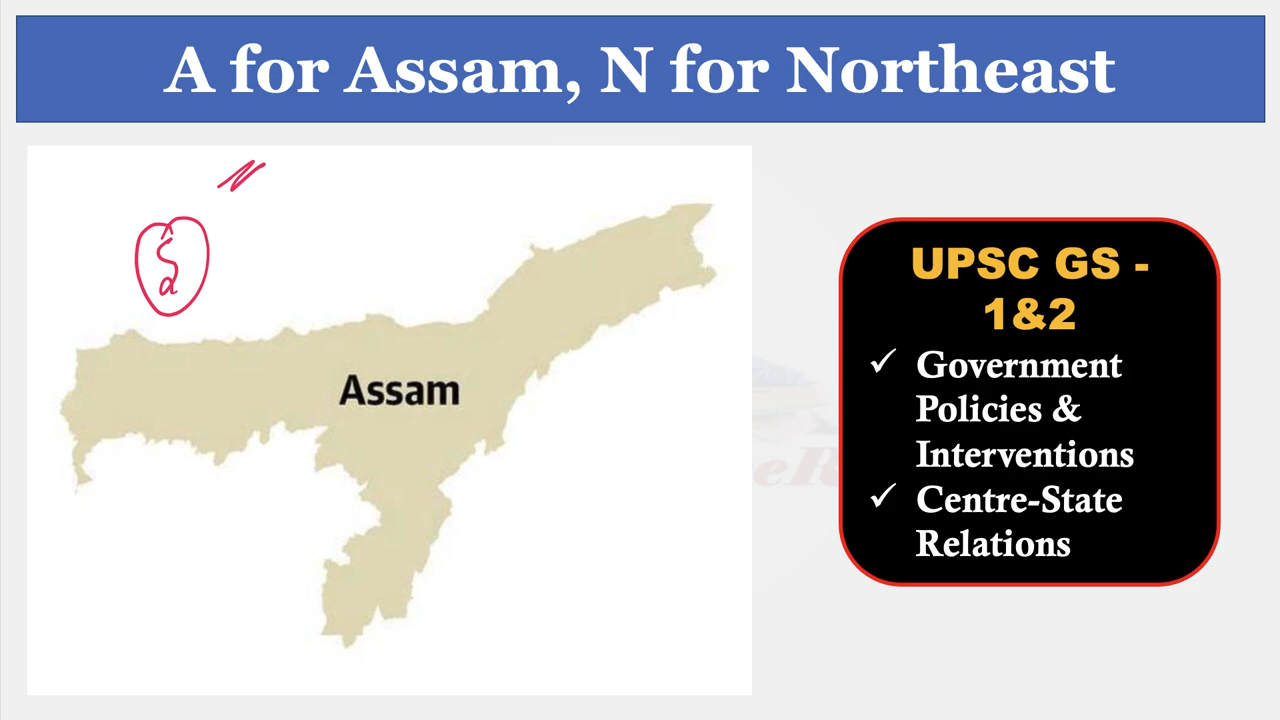 A for Assam, N for Northeast
Assam
UPSC GS -
1&2
✓ Government
Policies &
Interventions
✓ Centre-State
Relations